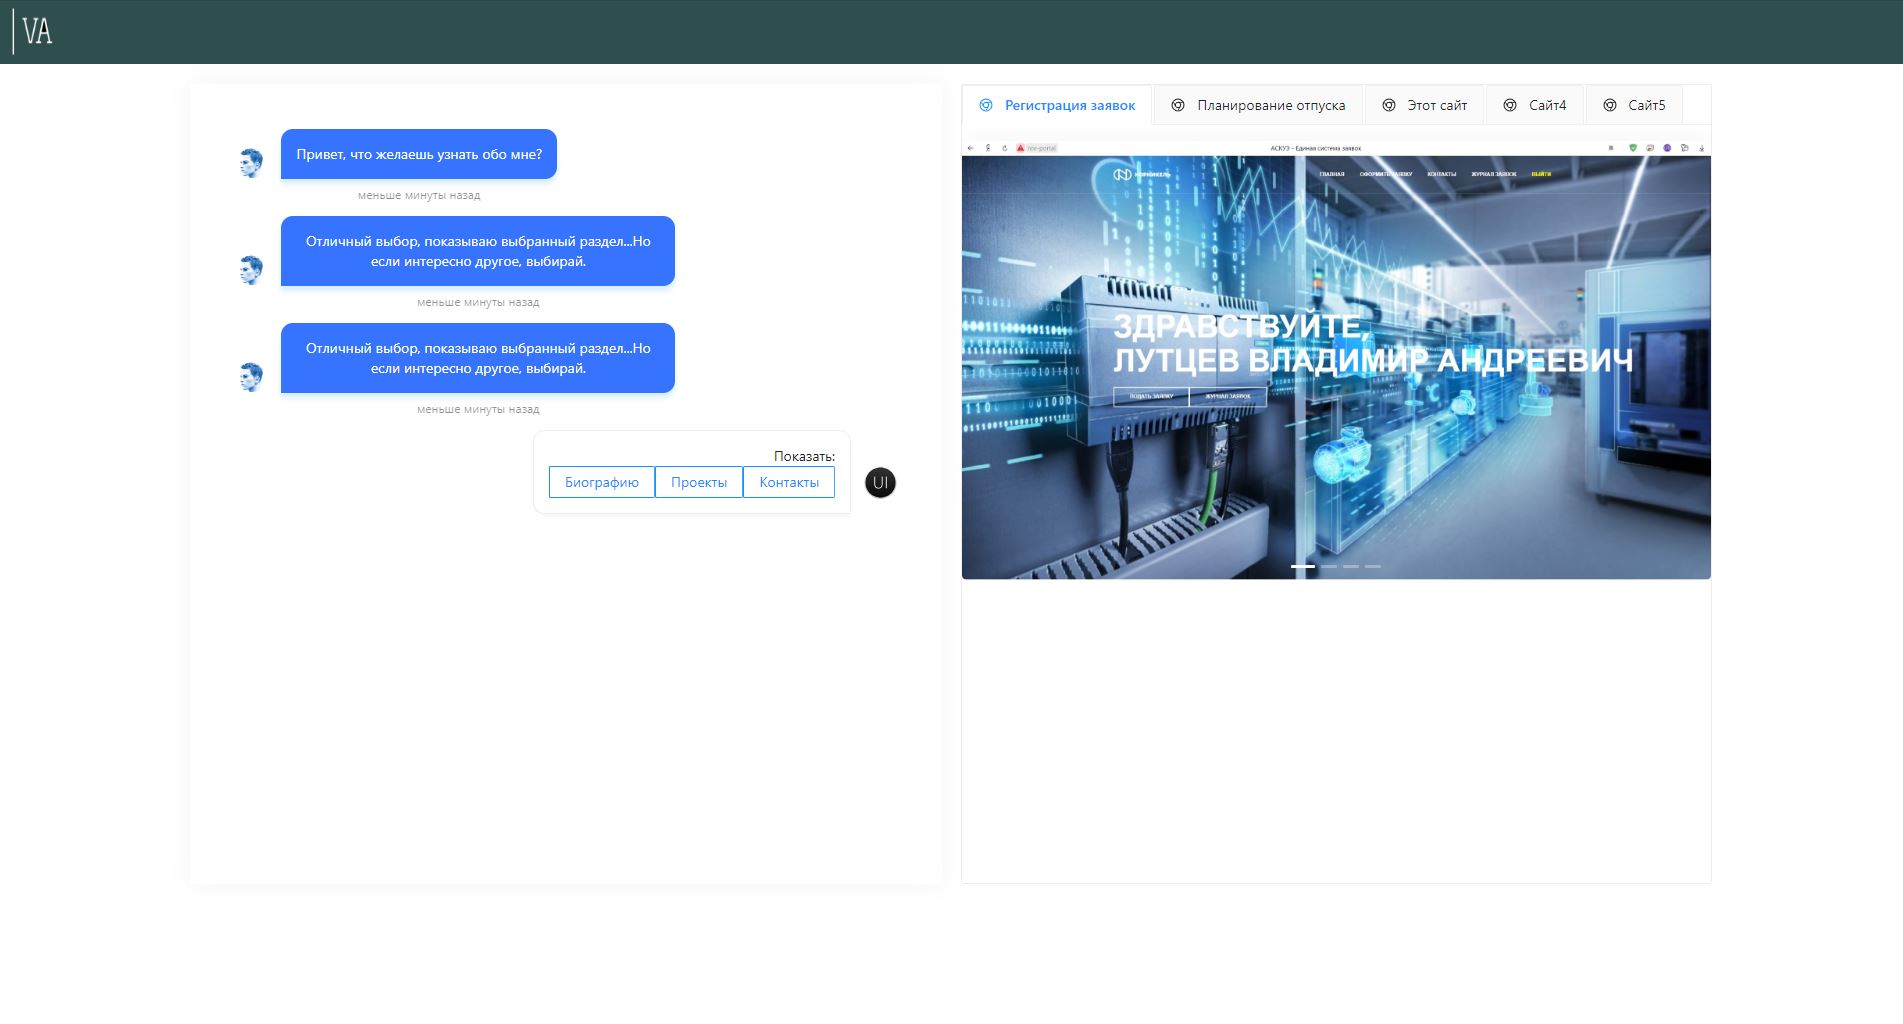 VA
Привет, что желаешь узнать обо мне?
меньше минуты назад
Отличный выбор, показываю выбранный раздел...Но
если интересно другое, выбирай.
меньше минуты назад
Отличный выбор, показываю выбранный раздел...Но
если интересно другое, выбирай.
меньше минуты назад
Показать:
Биографию Проекты Контакты
UI
Регистрация заявок Планирование отпуска Этот сайт Сайт4 Сайт5
nnr-portal АСКУЭ - Единая система заявок
НОРНИКЕЛЬ ГЛАВНАЯ ОФОРМИТЬ ЗАЯВКУ КОНТАКТЫ ЖУРНАЛ ЗАЯВОК ВЫЙТИ
ЗДРАВСТВУЙТЕ,
ЛУТЦЕВ ВЛАДИМИР АНДРЕЕВИЧ
ПОДАТЬ ЗАЯВКУ ЖУРНАЛ ЗАЯВОК